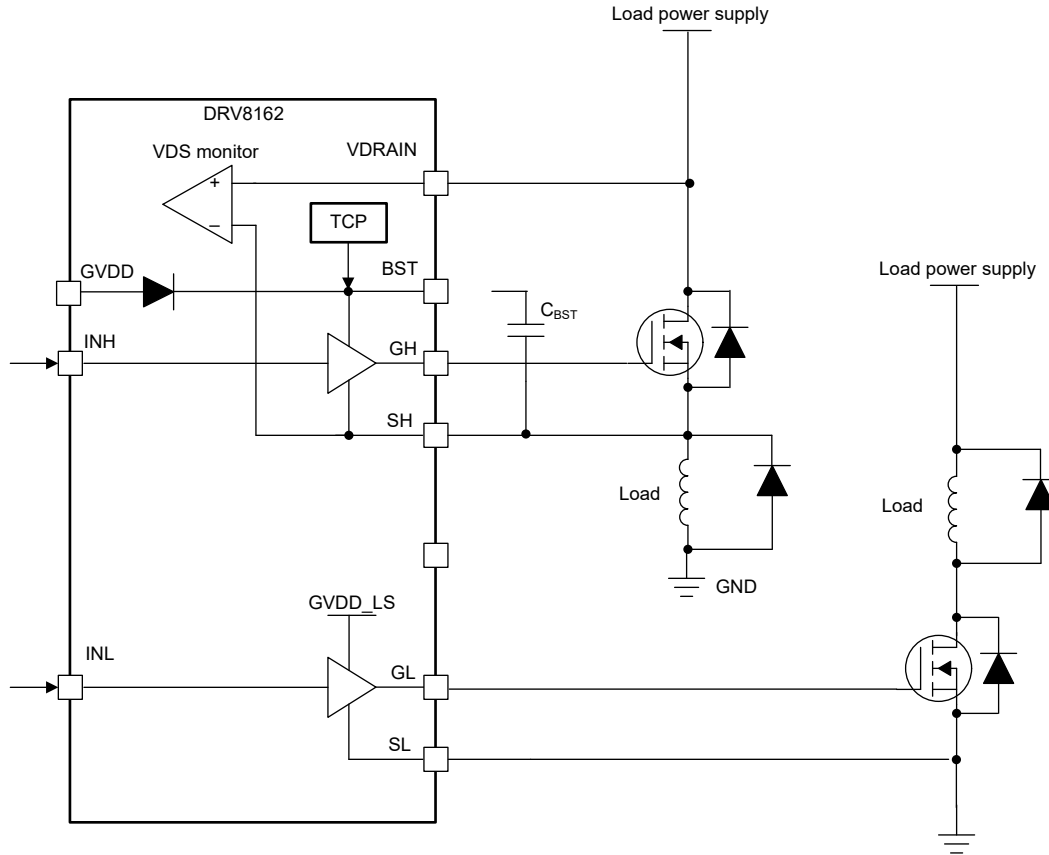 Load power supply
DRV8162
VDS monitor
VDRAIN
+
−
TCP
GVDD
BST
Load power supply
CBST
INH
GH
SH
Load
Load
GND
GVDD_LS
INL
GL
SL